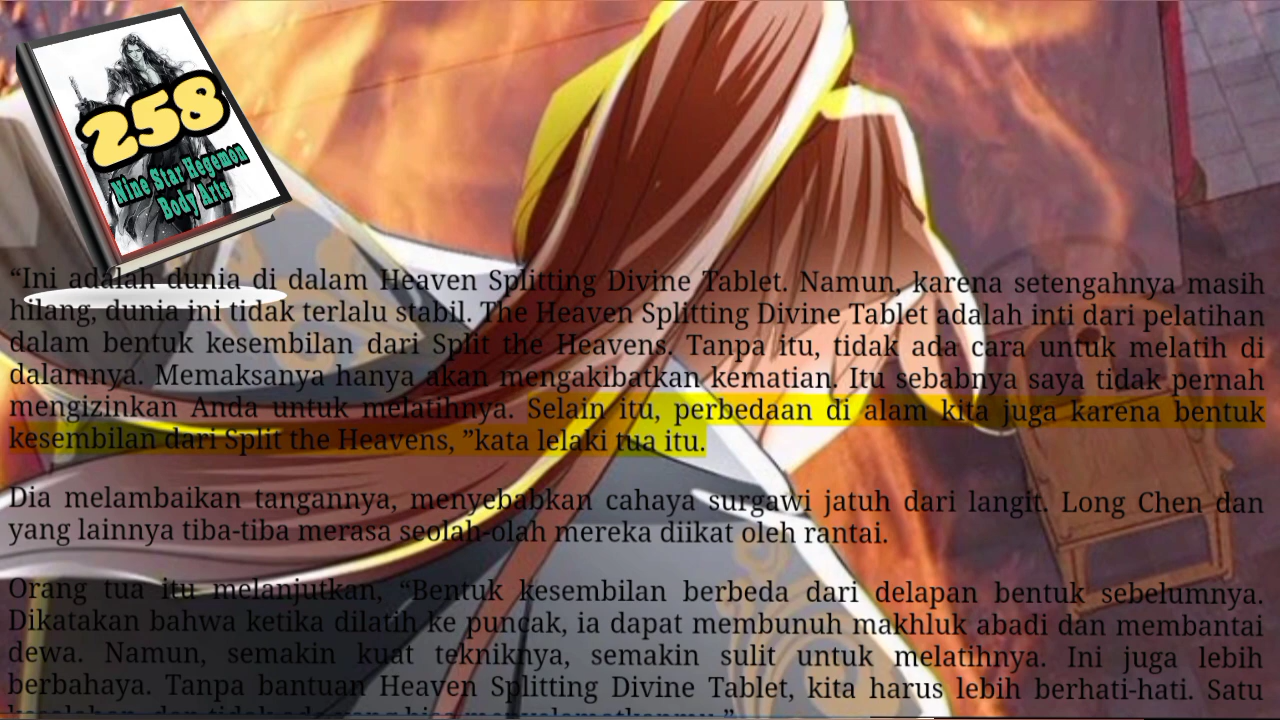 258
Nine Star Hegemon
Body Arts
“Ini adalah dunia di dalam Heaven Splitting Divine Tablet. Namun, karena setengahnya masih
hilang, dunia ini tidak terlalu stabil. The Heaven Splitting Divine Tablet adalah inti dari pelatihan
dalam bentuk kesembilan dari Split the Heavens. Tanpa itu, tidak ada cara untuk melatih di
dalamnya. Memaksanya hanya akan mengakibatkan kematian. Itu sebabnya saya tidak pernah
mengizinkan Anda untuk melatihnya. Selain itu, perbedaan di alam kita juga karena bentuk
kesembilan dari Split the Heavens, ”kata lelaki tua itu.
Dia melambaikan tangannya, menyebabkan cahaya surgawi jatuh dari langit. Long Chen dan
yang lainnya tiba-tiba merasa seolah-olah mereka diikat oleh rantai.
Orang tua itu melanjutkan, “Bentuk kesembilan berbeda dari delapan bentuk sebelumnya.
Dikatakan bahwa ketika dilatih ke puncak, ia dapat membunuh makhluk abadi dan membantai
dewa. Namun, semakin kuat tekniknya, semakin sulit untuk melatihnya. Ini juga lebih
berbahaya. Tanpa bantuan Heaven Splitting Divine Tablet, kita harus lebih berhati-hati. Satu